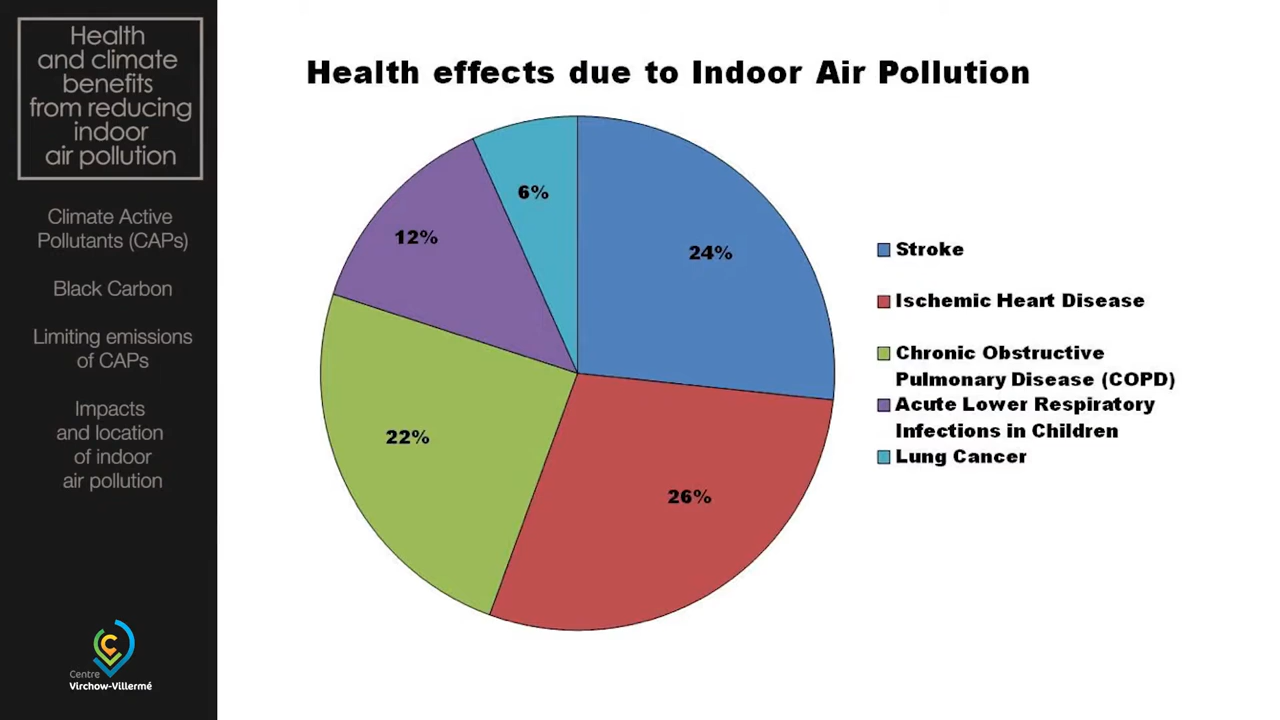 Health
and climate
benefits
from reducing
indoor
air pollution
Climate Active
Pollutants (CAPs)
Black Carbon
Limiting emissions
of CAPs
Impacts
and location
of indoor
air pollution
Centre
Virchow-Villermé
Health effects due to Indoor Air Pollution
6%
12%
24%
22%
26%
Stroke
Ischemic Heart Disease
Chronic Obstructive
Pulmonary Disease (COPD)
Acute Lower Respiratory
Infections in Children
Lung Cancer